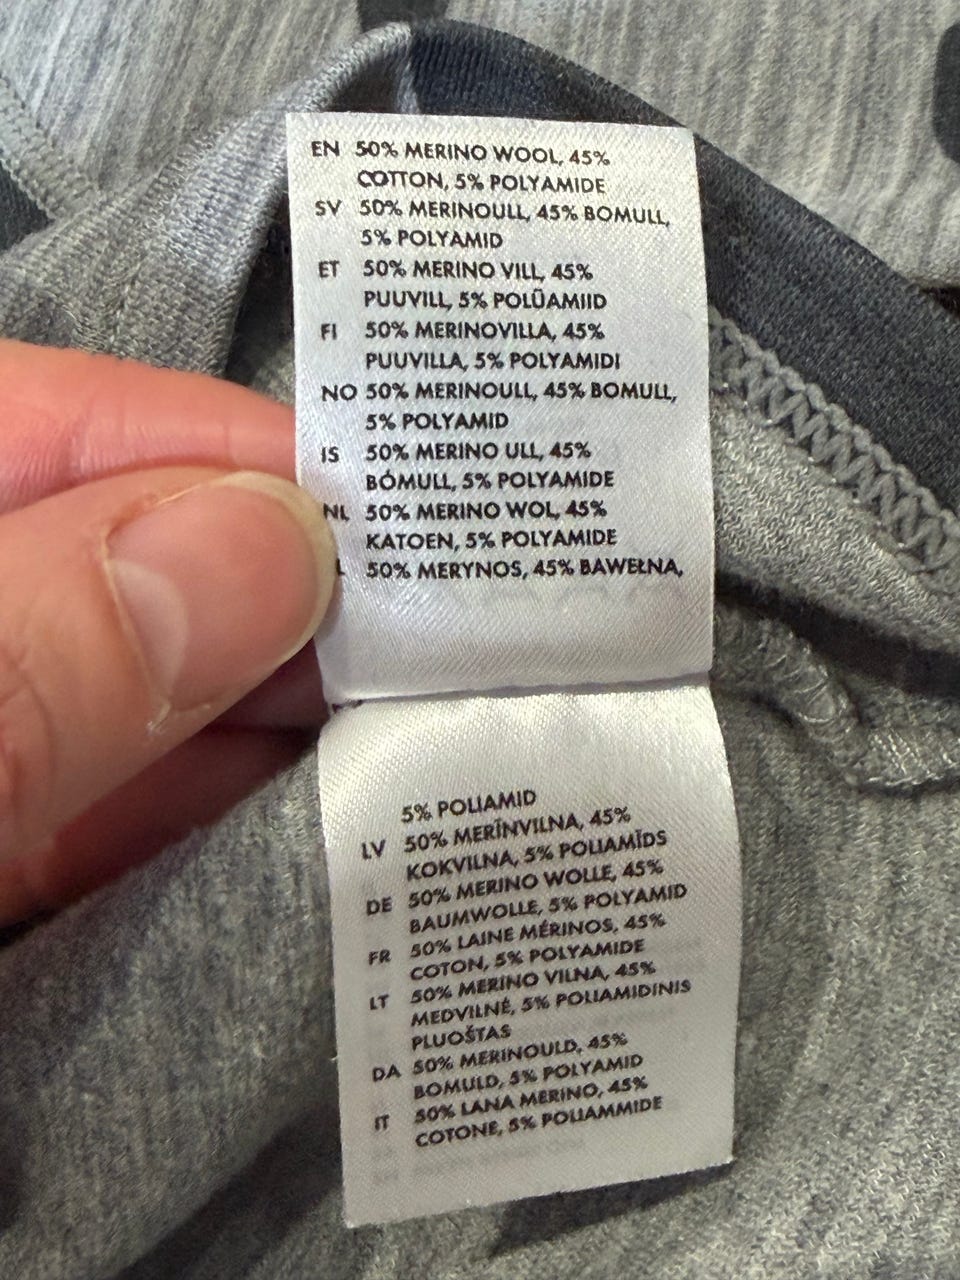 EN 50% MERINO WOOL, 45%
COTTON, 5% POLYAMIDE
SV 50% MERINOULL, 45% BOMULL,
5% POLYAMID
ET 50% MERINO VILL, 45%
PUUVILL, 5% POLÜAMIID
FI 50% MERINOVILLA, 45%
PUUVILLA, 5% POLYAMIDI
NO 50% MERINOULL, 45% BOMULL,
5% POLYAMID
IS 50% MERINO ULL, 45%
BÓMULL, 5% POLYAMIDE
NL 50% MERINO WOL, 45%
KATOEN, 5% POLYAMIDE
L 50% MERYNOS, 45% BAWEŁNA,
5% POLIAMID
LV 50% MERĪNVILNA, 45%
KOKVILNA, 5% POLIAMĪDS
DE 50% MERINO WOLLE, 45%
BAUMWOLLE, 5% POLYAMID
FR 50% LAINE MÉRINOS, 45%
COTON, 5% POLYAMIDE
LT 50% MERINO VILNA, 45%
MEDVILNĖ, 5% POLIAMIDINIS
PLUOŠTAS
DA 50% MERINOULD, 45%
BOMULD, 5% POLYAMID
IT 50% LANA MERINO, 45%
COTONE, 5% POLIAMMIDE